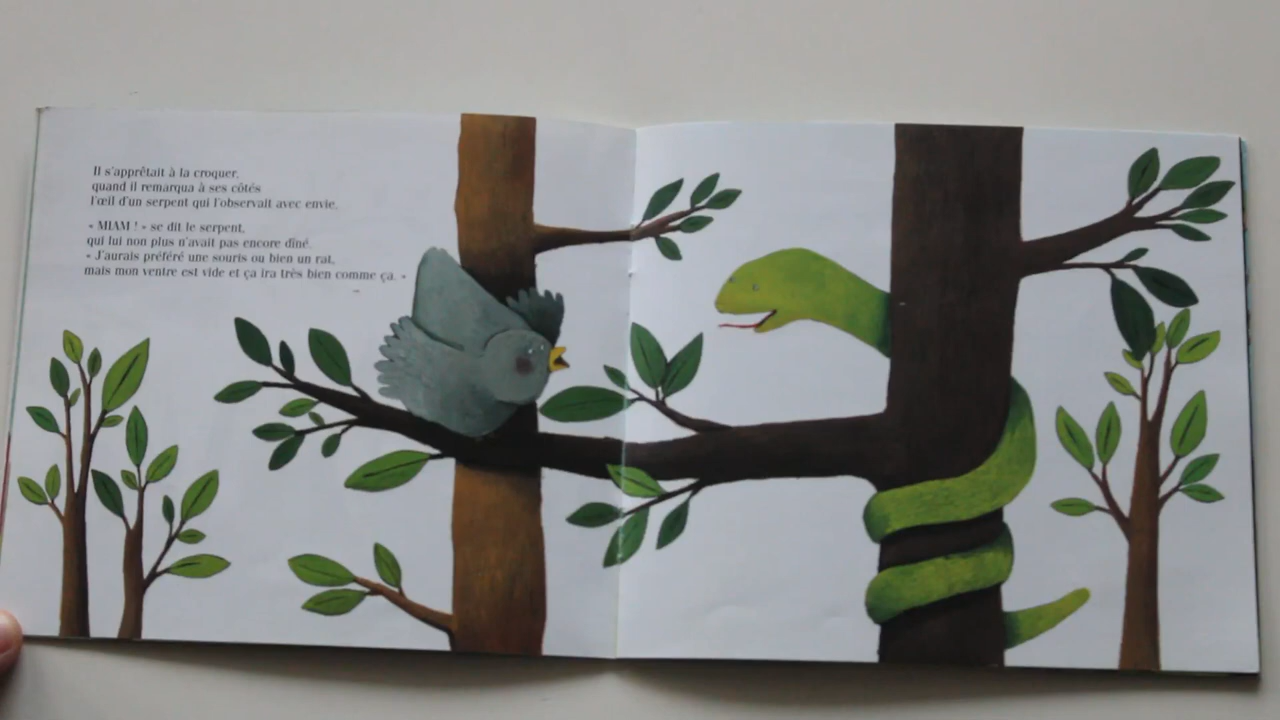 Il s'apprêtait à la croquer,
quand il remarqua à ses côtés
l'œil d'un serpent qui l'observait avec envie.
« MIAM ! » se dit le serpent,
qui lui non plus n'avait pas encore dîné.
« J'aurais préféré une souris ou bien un rat,
mais mon ventre est vide et ça ira très bien comme ça. »